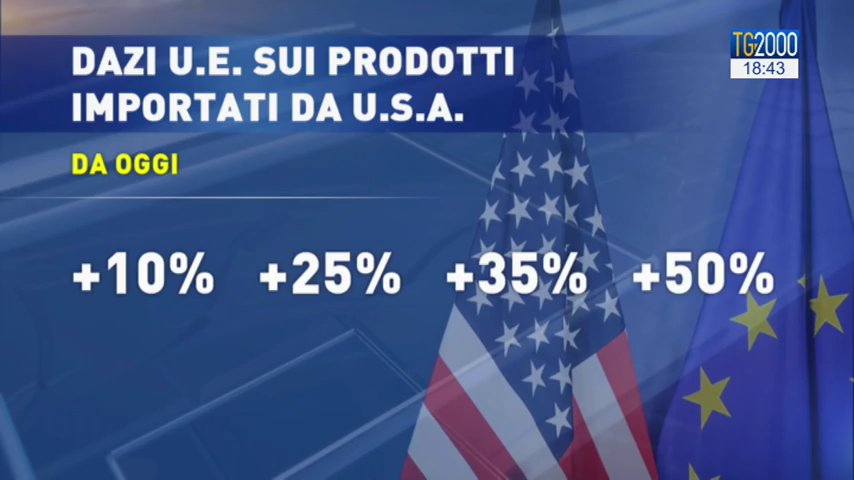 TG2000
18:43
DAZI U.E. SUI PRODOTTI
IMPORTATI DA U.S.A.
DA OGGI
+10% +25% +35% +50%